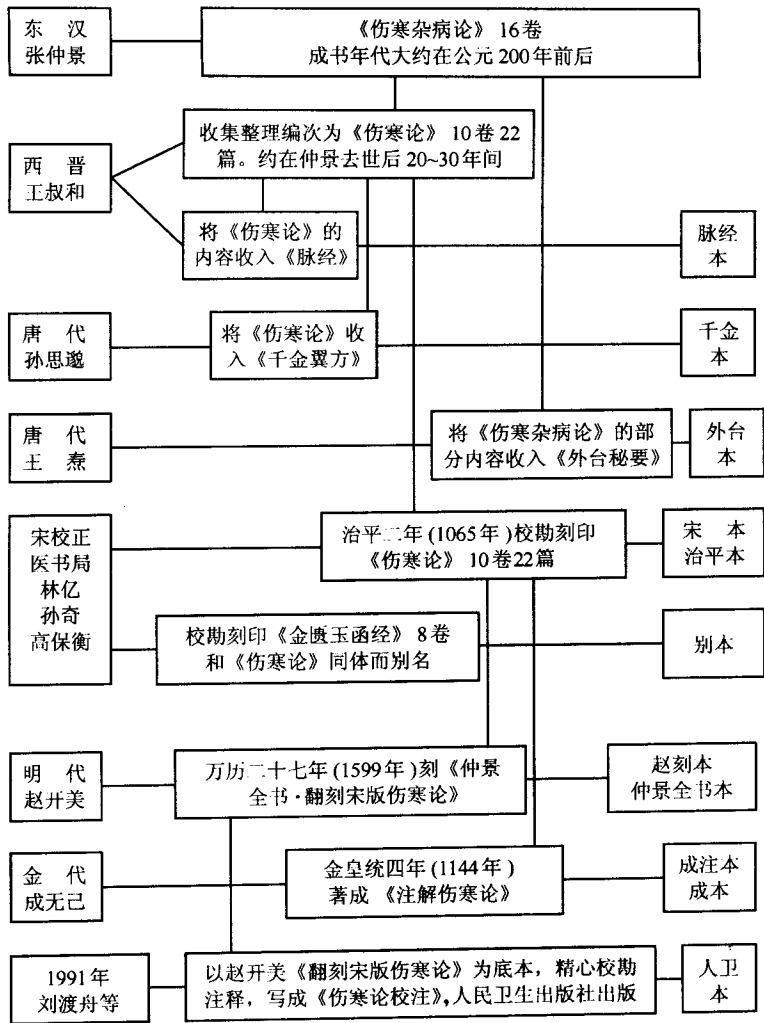 东 汉
张仲景
《伤寒杂病论》16卷
成书年代大约在公元200年前后
西 晋
王叔和
收集整理编次为《伤寒论》10卷22
篇。约在仲景去世后20~30年间
将《伤寒论》的
内容收入《脉经》
脉经
本
唐 代
孙思邈
将《伤寒论》收
入《千金翼方》
千金
本
唐 代
王 焘
将《伤寒杂病论》的部
分内容收入《外台秘要》
外台
本
宋校正
医书局
林亿
孙奇
高保衡
治平二年(1065年)校勘刻印
《伤寒论》10卷22篇
宋 本
治平本
校勘刻印《金匮玉函经》8卷
和《伤寒论》同体而别名
别本
明 代
赵开美
万历二十七年(1599年)刻《仲景
全书·翻刻宋版伤寒论》
赵刻本
仲景全书本
金 代
成无己
金皇统四年(1144年)
著成《注解伤寒论》
成注本
成本
1991年
刘渡舟等
以赵开美《翻刻宋版伤寒论》为底本,精心校勘
注释,写成《伤寒论校注》,人民卫生出版社出版
人卫
本